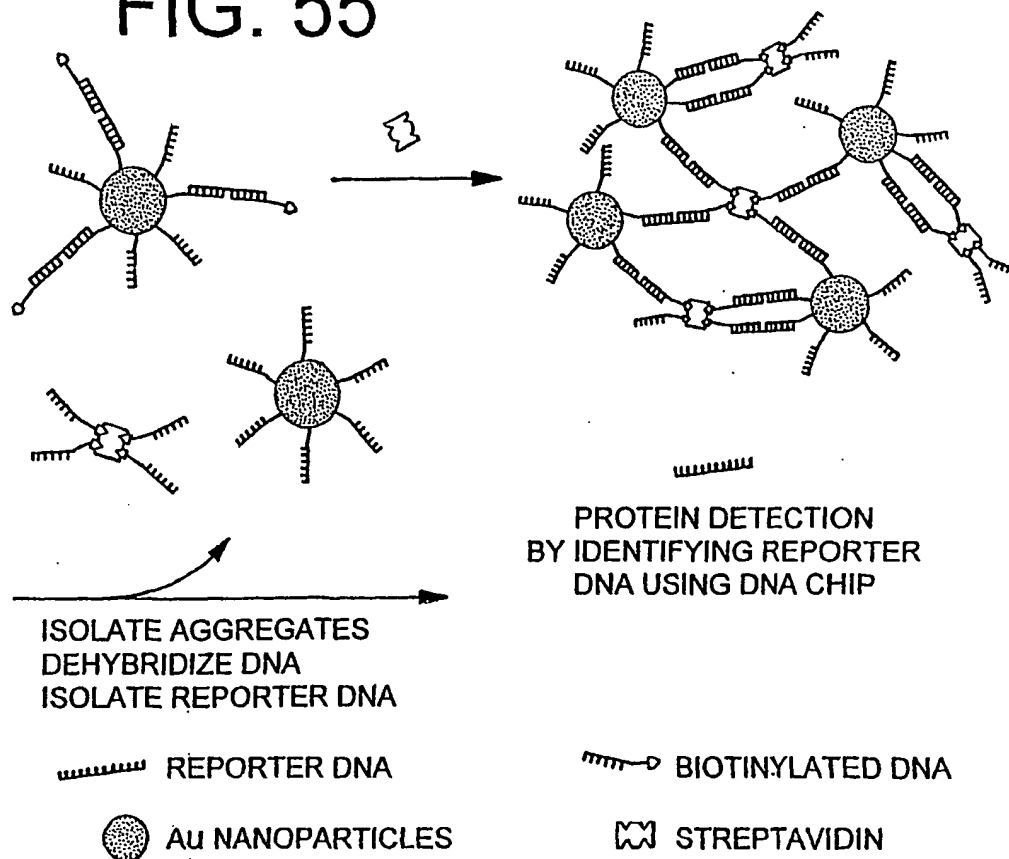 FIG. 55
PROTEIN DETECTION
BY IDENTIFYING REPORTER
DNA USING DNA CHIP
ISOLATE AGGREGATES
DEHYBRIDIZE DNA
ISOLATE REPORTER DNA
REPORTER DNA
BIOTINYLATED DNA
Au NANOPARTICLES
STREPTAVIDIN